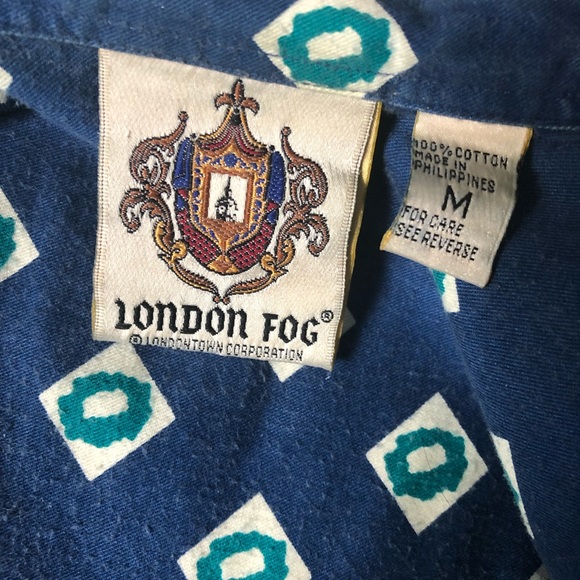 LONDON FOG®
© LONDONTOWN CORPORATION
100% COTTON
MADE IN
PHILIPPINES
M
FOR CARE
SEE REVERSE